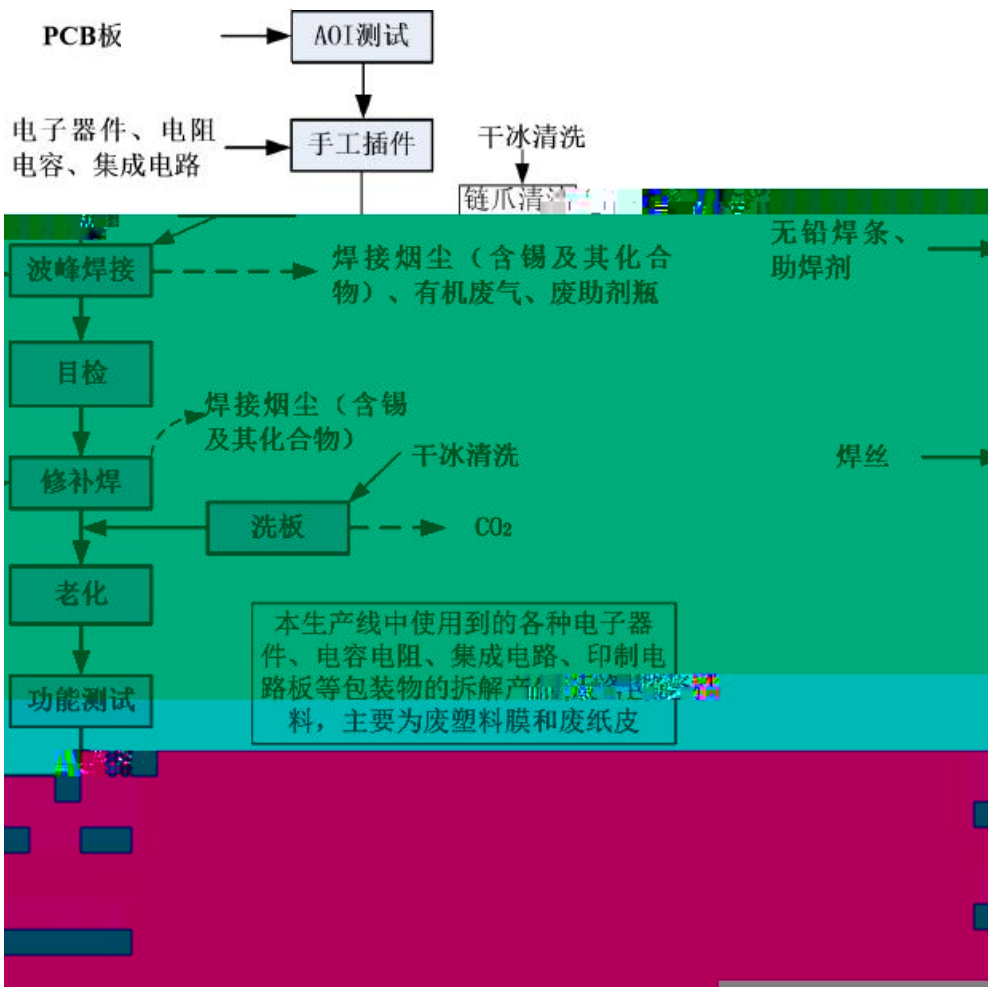 PCB板
AOI测试
电子器件、电阻
电容、集成电路
手工插件
干冰清洗
链爪清
无铅焊条、
助焊剂
波峰焊接
焊接烟尘（含锡及其化合
物）、有机废气、废助剂瓶
目检
焊接烟尘（含锡
及其化合物）
干冰清洗
焊丝
修补焊
洗板
CO₂
老化
本生产线中使用到的各种电子器
件、电容电阻、集成电路、印制电
路板等包装物的拆解产
料，主要为废塑料膜和废纸皮
功能测试